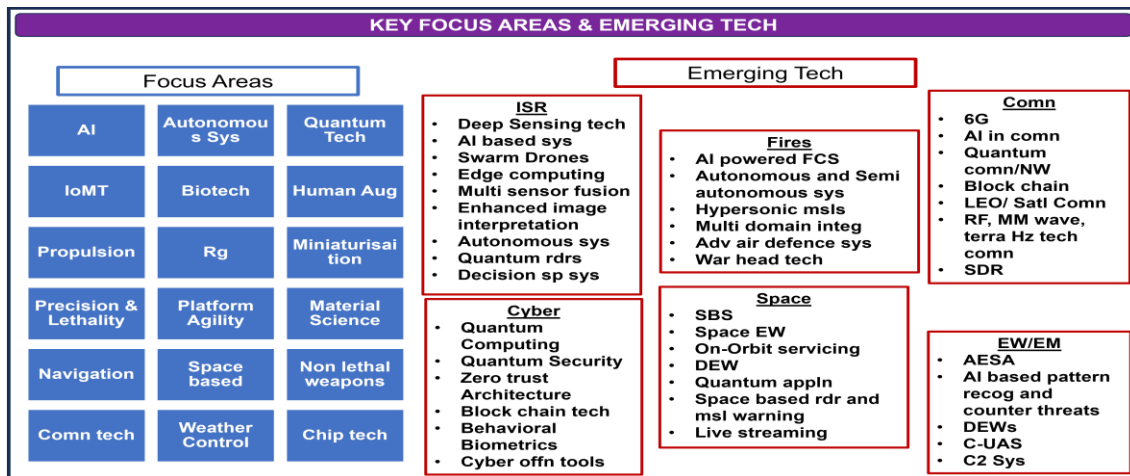 KEY FOCUS AREAS & EMERGING TECH
Focus Areas
AI
Autonomou
s Sys
Quantum
Tech
IoMT
Biotech
Human Aug
Propulsion
Rg
Miniaturisai
tion
Precision &
Lethality
Platform
Agility
Material
Science
Navigation
Space
based
Non lethal
weapons
Comn tech
Weather
Control
Chip tech
Emerging Tech
ISR
• Deep Sensing tech
• AI based sys
• Swarm Drones
• Edge computing
• Multi sensor fusion
• Enhanced image
interpretation
• Autonomous sys
• Quantum rdrs
• Decision sp sys
Fires
• AI powered FCS
• Autonomous and Semi
autonomous sys
• Hypersonic msls
• Multi domain integ
• Adv air defence sys
• War head tech
Comn
• 6G
• AI in comn
• Quantum
comn/NW
• Block chain
• LEO/ Satl Comn
• RF, MM wave,
terra Hz tech
comn
• SDR
Cyber
• Quantum
Computing
• Quantum Security
• Zero trust
Architecture
• Block chain tech
• Behavioral
Biometrics
• Cyber offn tools
Space
• SBS
• Space EW
• On-Orbit servicing
• DEW
• Quantum appln
• Space based rdr and
msl warning
• Live streaming
EW/EM
• AESA
• AI based pattern
recog and
counter threats
• DEWs
• C-UAS
• C2 Sys